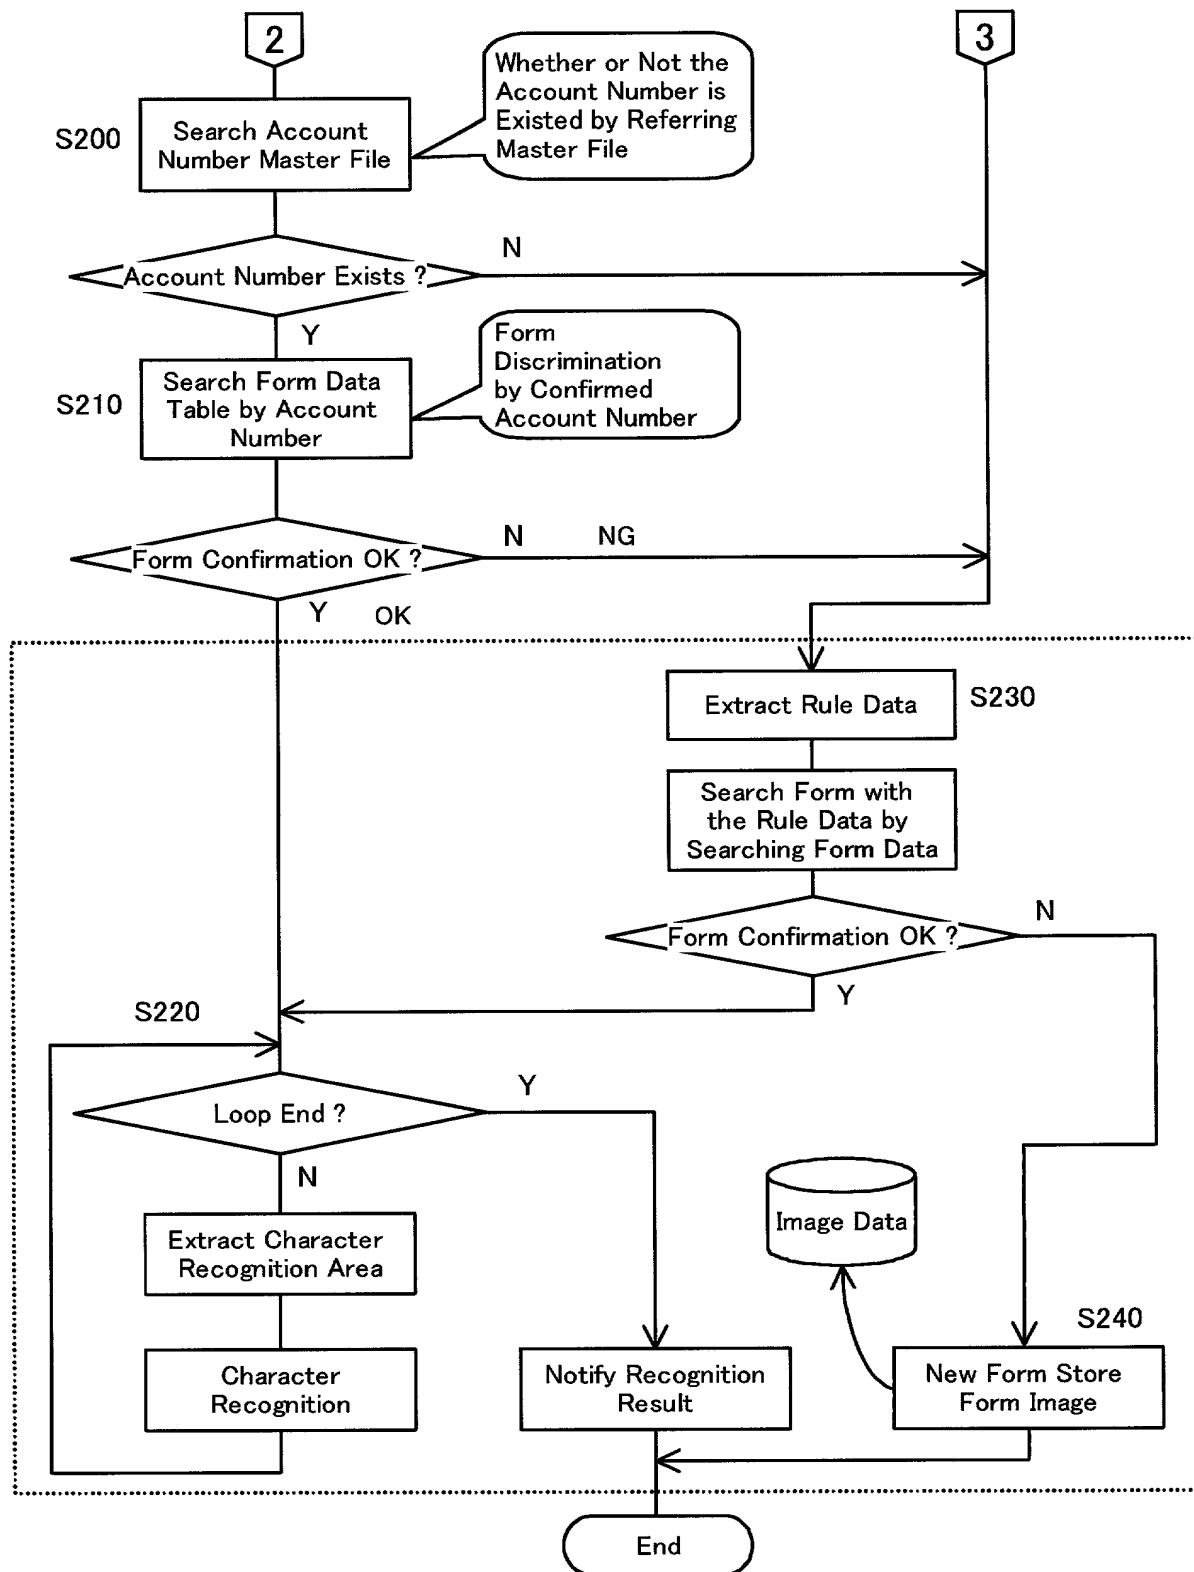 2
3
Whether or Not the
Account Number is
Existed by Referring
Master File
S200
Search Account
Number Master File
N
Account Number Exists ?
Y
Form
Discrimination
by Confirmed
Account Number
S210
Search Form Data
Table by Account
Number
N NG
Form Confirmation OK ?
Y OK
Extract Rule Data
S230
Search Form with
the Rule Data by
Searching Form Data
N
Form Confirmation OK ?
Y
S220
Y
Loop End ?
N
Image Data
Extract Character
Recognition Area
S240
Character
Recognition
Notify Recognition
Result
New Form Store
Form Image
End